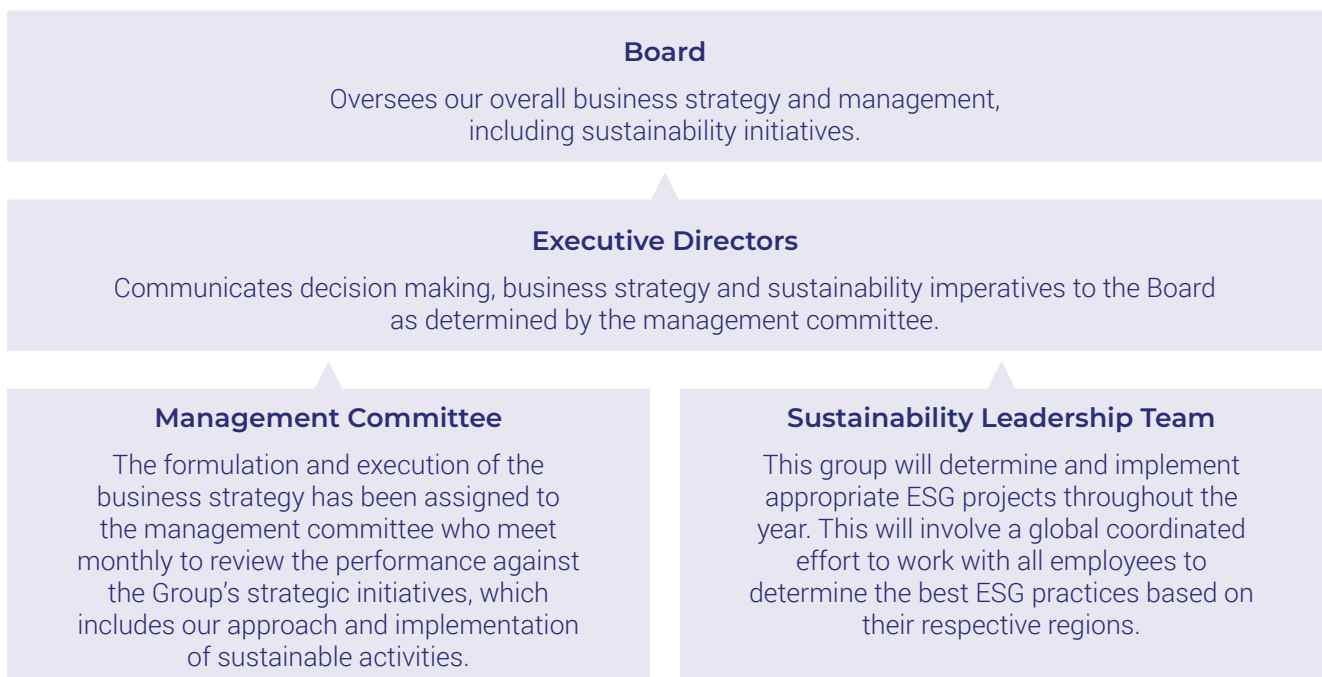 Board
Oversees our overall business strategy and management,
including sustainability initiatives.
Executive Directors
Communicates decision making, business strategy and sustainability imperatives to the Board
as determined by the management committee.
Management Committee
The formulation and execution of the
business strategy has been assigned to
the management committee who meet
monthly to review the performance against
the Group’s strategic initiatives, which
includes our approach and implementation
of sustainable activities.
Sustainability Leadership Team
This group will determine and implement
appropriate ESG projects throughout the
year. This will involve a global coordinated
effort to work with all employees to
determine the best ESG practices based on
their respective regions.